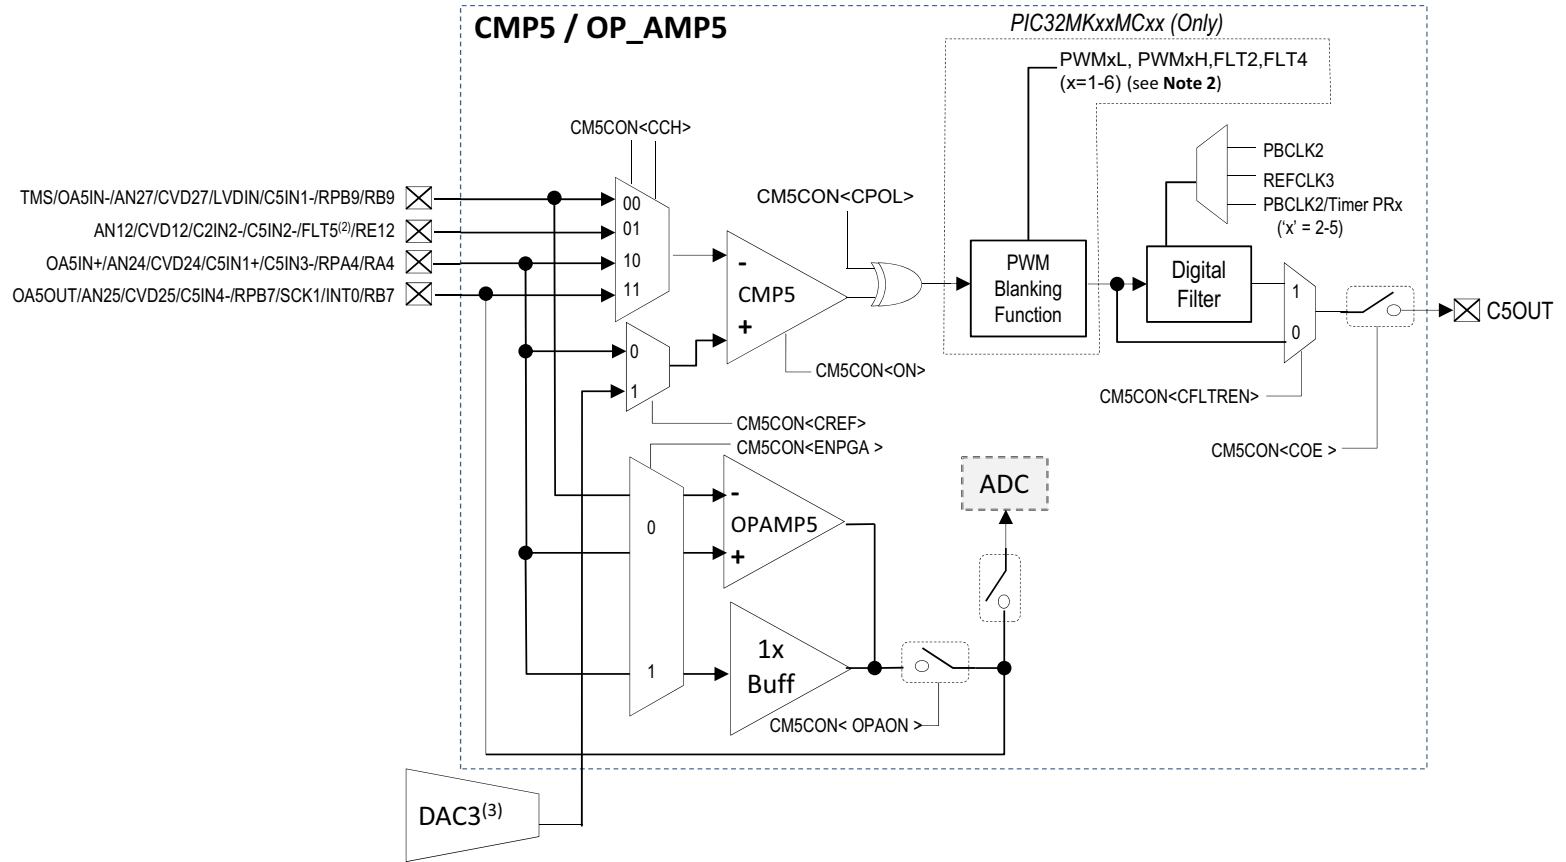 CMP5 / OP_AMP5
PIC32MKxxMCxx (Only)
PWMxL, PWMxH,FLT2,FLT4
(x=1-6) (see Note 2)
CM5CON<CCH>
PBCLK2
REFCLK3
PBCLK2/Timer PRx
('x' = 2-5)
TMS/OA5IN-/AN27/CVD27/LVDIN/C5IN1-/RPB9/RB9
AN12/CVD12/C2IN2-/C5IN2-/FLT5(2)/RE12
OA5IN+/AN24/CVD24/C5IN1+/C5IN3-/RPA4/RA4
OA5OUT/AN25/CVD25/C5IN4-/RPB7/SCK1/INT0/RB7
00
01
10
11
CM5CON<CPOL>
-
CMP5
+
PWM
Blanking
Function
Digital
Filter
1
0
C5OUT
0
1
CM5CON<ON>
CM5CON<CFLTREN>
CM5CON<CREF>
CM5CON<ENPGA >
CM5CON<COE >
ADC
-
OPAMP5
+
0
1
1x
Buff
CM5CON< OPAON >
DAC3(3)